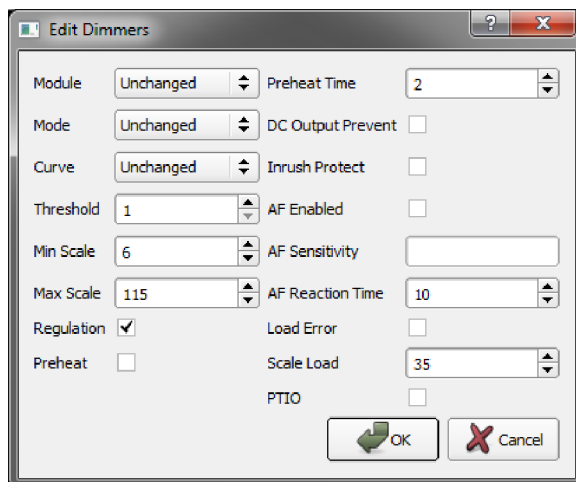 Edit Dimmers
?
X
Module Unchanged Preheat Time 2
Mode Unchanged DC Output Prevent
Curve Unchanged Inrush Protect
Threshold 1 AF Enabled
Min Scale 6 AF Sensitivity
Max Scale 115 AF Reaction Time 10
Regulation Load Error
Preheat Scale Load 35
PTIO
OK Cancel